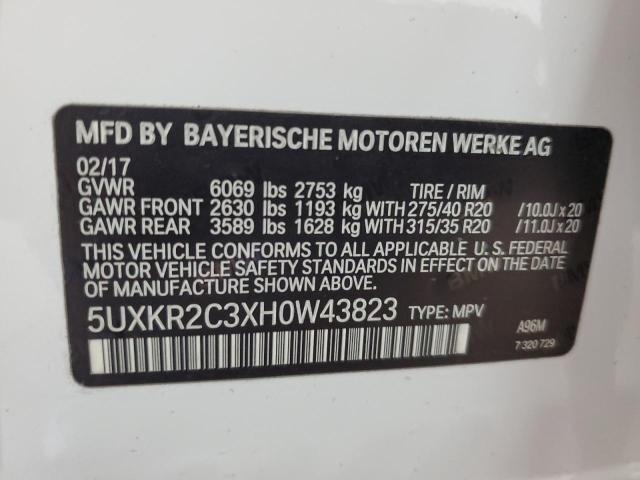 MFD BY BAYERISCHE MOTOREN WERKE AG
02/17
GVWR 6069 lbs 2753 kg TIRE / RIM
GAWR FRONT 2630 lbs 1193 kg WITH 275/40 R20 /10.0J x 20
GAWR REAR 3589 lbs 1628 kg WITH 315/35 R20 /11.0J x 20
THIS VEHICLE CONFORMS TO ALL APPLICABLE U.S. FEDERAL
MOTOR VEHICLE SAFETY STANDARDS IN EFFECT ON THE
DATE OF MANUFACTURE SHOWN ABOVE.
5UXKR2C3XH0W43823 TYPE: MPV
A96M
7 320 729